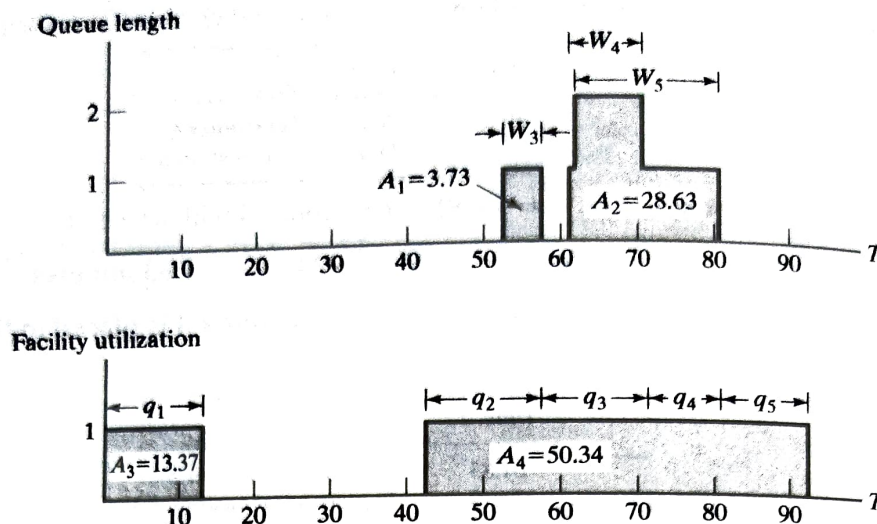 Queue length
W₄
W₅
2
W₃
1
A₁=3.73
A₂=28.63
10 20 30 40 50 60 70 80 90 T
Facility utilization
q₁ q₂ q₃ q₄ q₅
1
A₃=13.37
A₄=50.34
10 20 30 40 50 60 70 80 90 T